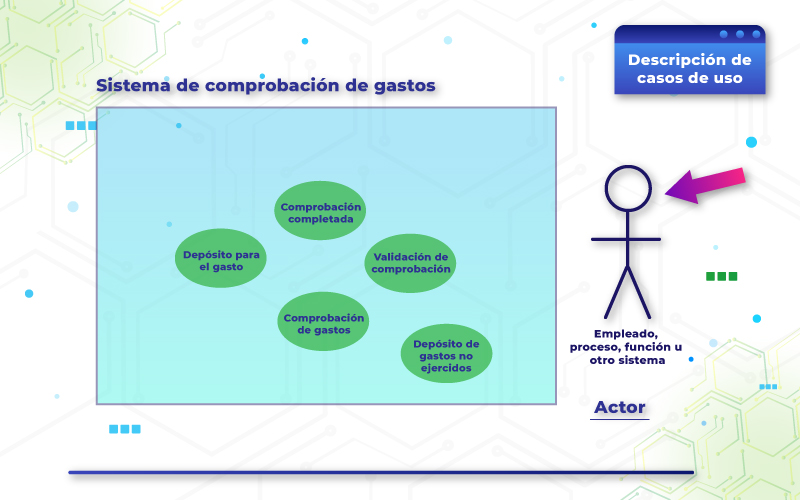 Descripción de
casos de uso
Sistema de comprobación de gastos
Comprobación
completada
Depósito para
el gasto
Validación de
comprobación
Comprobación
de gastos
Depósito de
gastos no
ejercidos
Empleado,
proceso, función u
otro sistema
Actor